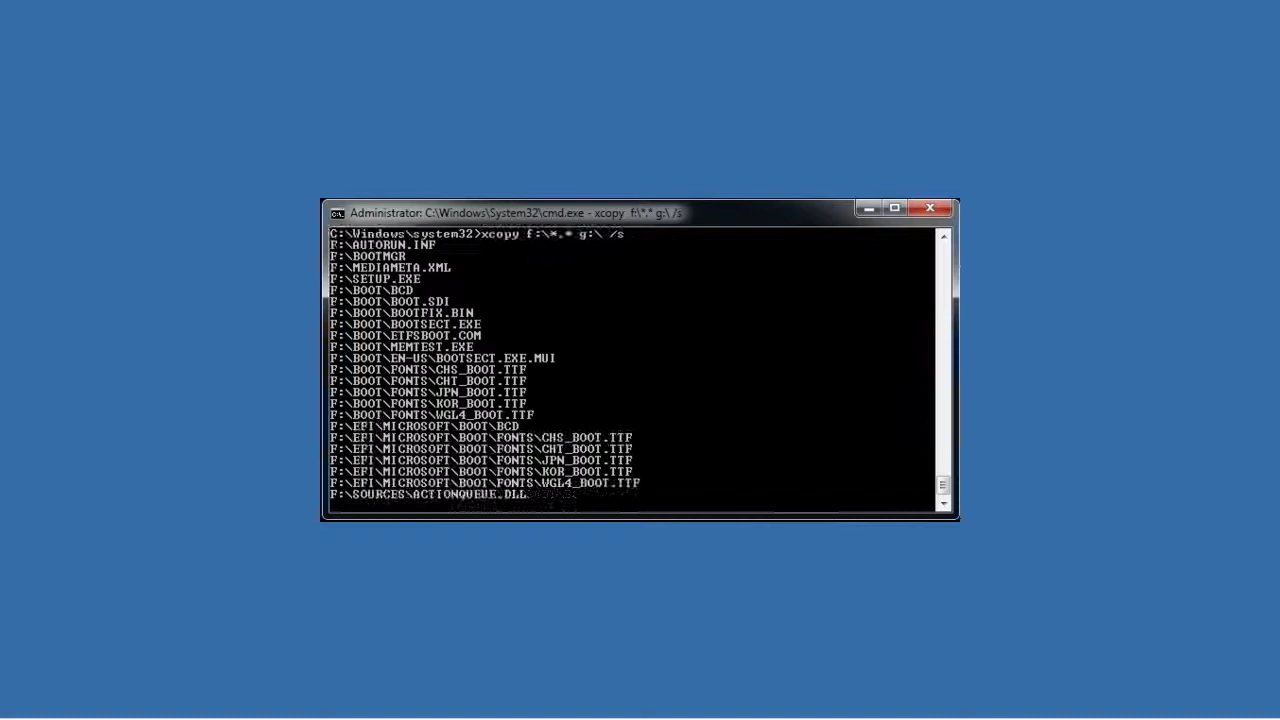 Administrator: C:\Windows\System32\cmd.exe - xcopy f:\*.* g:\ /s
C:\Windows\system32>xcopy f:\*.* g:\ /s
F:\AUTORUN.INF
F:\BOOTMGR
F:\MEDIAMETA.XML
F:\SETUP.EXE
F:\BOOT\BCD
F:\BOOT\BOOT.SDI
F:\BOOT\BOOTFIX.BIN
F:\BOOT\BOOTSECT.EXE
F:\BOOT\ETFSBOOT.COM
F:\BOOT\MEMTEST.EXE
F:\BOOT\EN-US\BOOTSECT.EXE.MUI
F:\BOOT\FONTS\CHS_BOOT.TTF
F:\BOOT\FONTS\CHT_BOOT.TTF
F:\BOOT\FONTS\JPN_BOOT.TTF
F:\BOOT\FONTS\KOR_BOOT.TTF
F:\BOOT\FONTS\WGL4_BOOT.TTF
F:\EFI\MICROSOFT\BOOT\BCD
F:\EFI\MICROSOFT\BOOT\FONTS\CHS_BOOT.TTF
F:\EFI\MICROSOFT\BOOT\FONTS\CHT_BOOT.TTF
F:\EFI\MICROSOFT\BOOT\FONTS\JPN_BOOT.TTF
F:\EFI\MICROSOFT\BOOT\FONTS\KOR_BOOT.TTF
F:\EFI\MICROSOFT\BOOT\FONTS\WGL4_BOOT.TTF
F:\SOURCES\ACTIONQUEUE.DLL